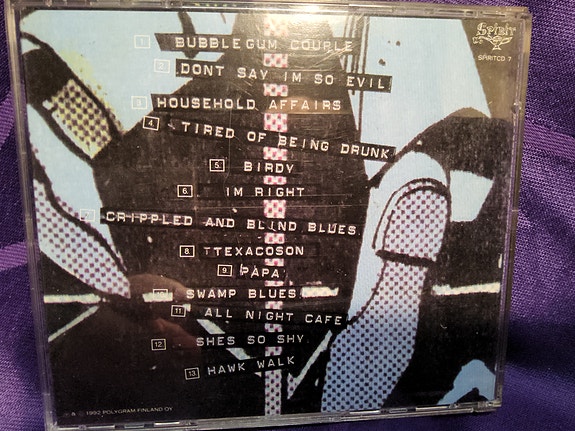 Spirit
SPIRITCD 7
1 BUBBLEGUM COUPLE
2 DONT SAY IM SO EVIL
3 HOUSEHOLD AFFAIRS
4 TIRED OF BEING DRUNK
5 BIRDY
6 IM RIGHT
7 CRIPPLED AND BLIND BLUES
8 TTEXACOSON
9 PAPA
SWAMP BLUES
11 ALL NIGHT CAFE
12 SHES SO SHY
13 HAWK WALK
© 1992 POLYGRAM FINLAND OY